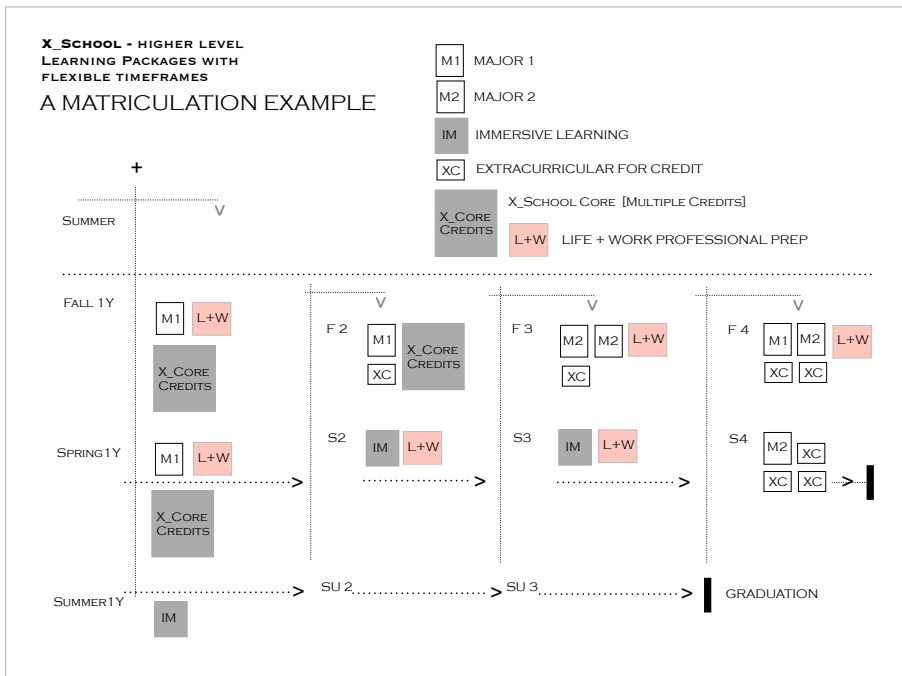 X_School - higher level
Learning Packages with
flexible timeframes
A MATRICULATION EXAMPLE
M1 MAJOR 1
M2 MAJOR 2
IM IMMERSIVE LEARNING
XC EXTRACURRICULAR FOR CREDIT
X_Core
Credits
X_School Core [Multiple Credits]
L+W LIFE + WORK PROFESSIONAL PREP
+
Summer
Fall 1Y
M1 L+W
X_Core
Credits
F 2
M1
XC
X_Core
Credits
F 3
M2 M2 L+W
XC
F 4
M1 M2 L+W
XC XC
Spring1Y
M1 L+W
X_Core
Credits
S2
IM L+W
S3
IM L+W
S4
M2 XC
XC XC
Summer1Y
IM
SU 2
SU 3
GRADUATION